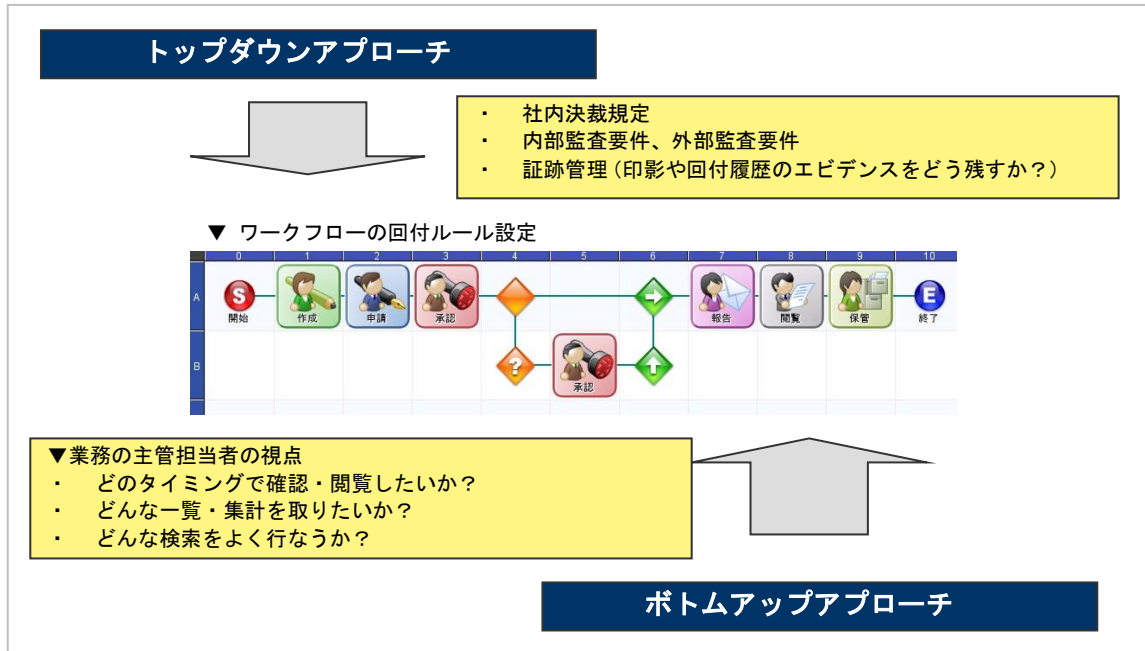 トップダウンアプローチ
・ 社内決裁規定
・ 内部監査要件、外部監査要件
・ 証跡管理(印影や回付履歴のエビデンスをどう残すか?)
▼ ワークフローの回付ルール設定
0 1 2 3 4 5 6 7 8 9 10
A
S
開始
作成
申請
承認
報告
閲覧
保管
E
終了
B
?
承認
▼業務の主管担当者の視点
・ どのタイミングで確認・閲覧したいか?
・ どんな一覧・集計を取りたいか?
・ どんな検索をよく行なうか?
ボトムアップアプローチ